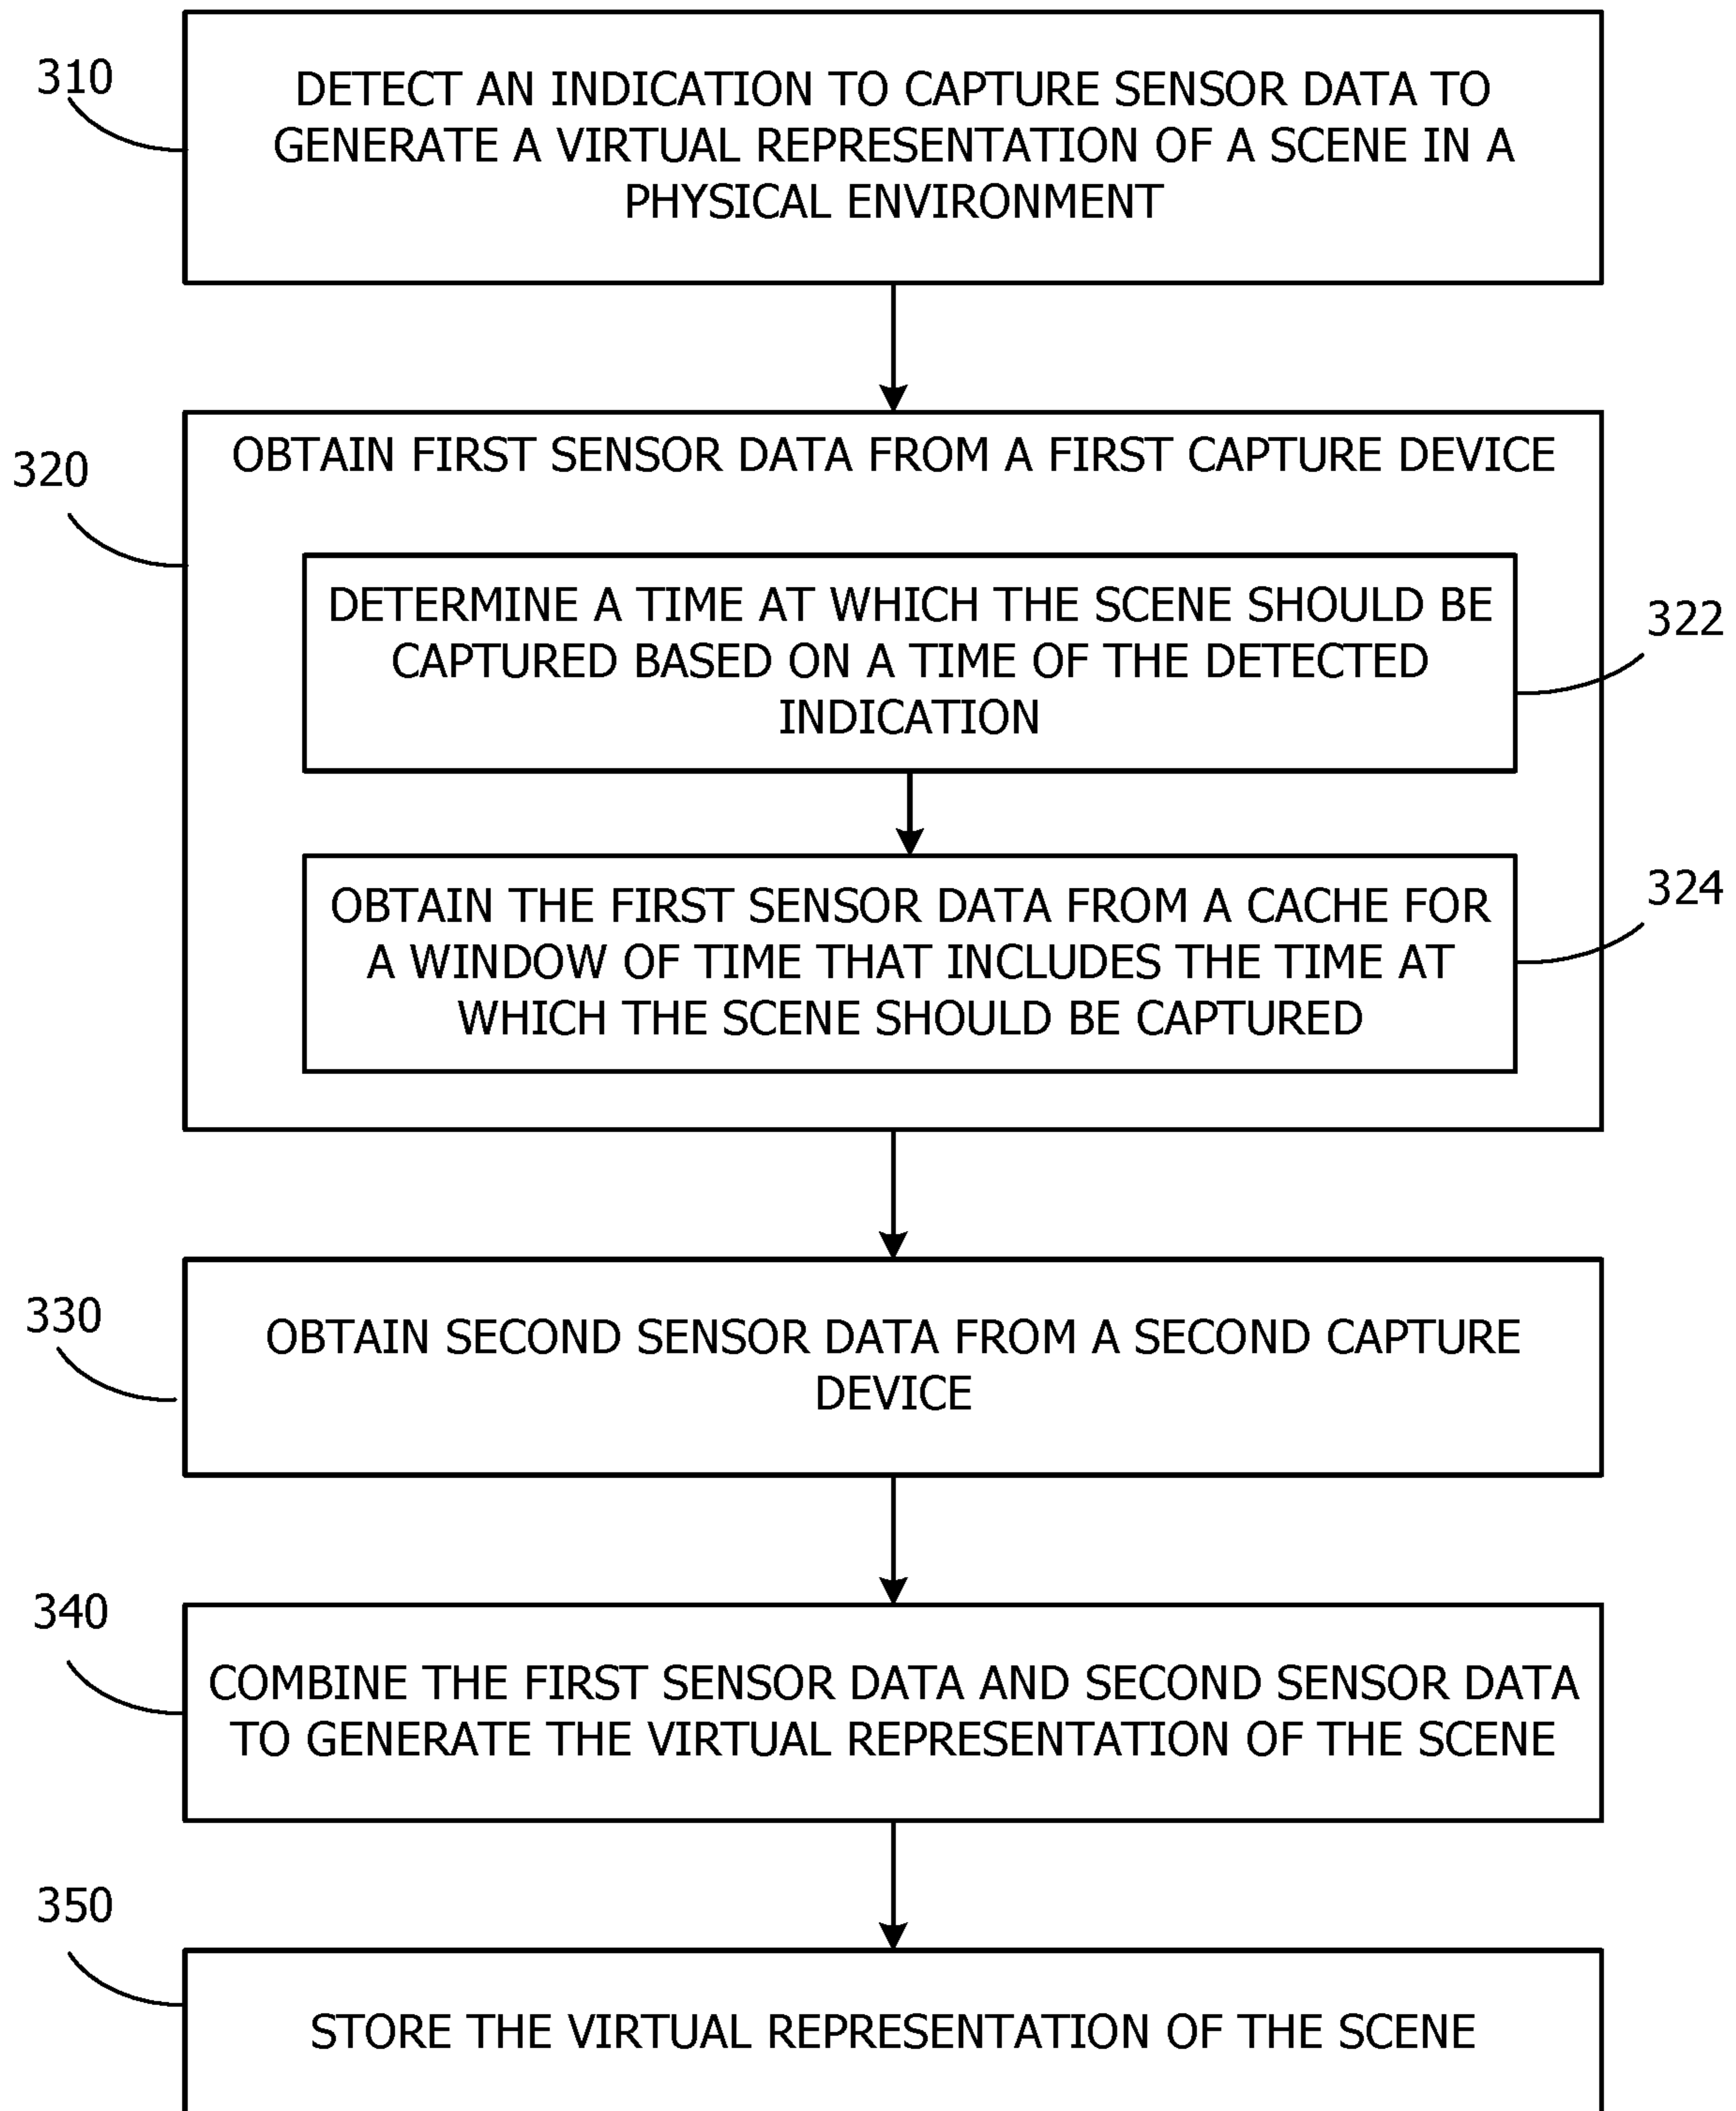 310
DETECT AN INDICATION TO CAPTURE SENSOR DATA TO
GENERATE A VIRTUAL REPRESENTATION OF A SCENE IN A
PHYSICAL ENVIRONMENT
320
OBTAIN FIRST SENSOR DATA FROM A FIRST CAPTURE DEVICE
DETERMINE A TIME AT WHICH THE SCENE SHOULD BE
CAPTURED BASED ON A TIME OF THE DETECTED
INDICATION
322
OBTAIN THE FIRST SENSOR DATA FROM A CACHE FOR
A WINDOW OF TIME THAT INCLUDES THE TIME AT
WHICH THE SCENE SHOULD BE CAPTURED
324
330
OBTAIN SECOND SENSOR DATA FROM A SECOND CAPTURE
DEVICE
340
COMBINE THE FIRST SENSOR DATA AND SECOND SENSOR DATA
TO GENERATE THE VIRTUAL REPRESENTATION OF THE SCENE
350
STORE THE VIRTUAL REPRESENTATION OF THE SCENE